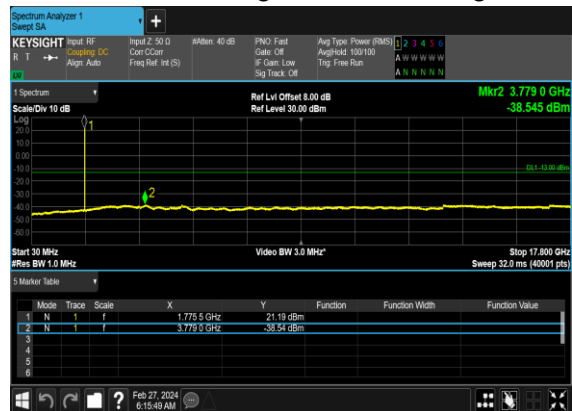 Spectrum Analyzer 1
Swept SA
+
KEYSIGHT Input: RF Input Z: 50 Ω #Atten: 40 dB PNO: Fast Avg Type: Power (RMS) 1 2 3 4 5 6
R T Coupling: DC Corr CCorr Gate: Off Avg|Hold: 100/100 A W W W W W
Align: Auto Freq Ref: Int (S) IF Gain: Low Trig: Free Run
LW Sig Track: Off A N N N N N
1 Spectrum Ref Lvl Offset 8.00 dB Mkr2 3.779 0 GHz
Scale/Div 10 dB Ref Level 30.00 dBm -38.545 dBm
Log
20.0
10.0
0.00
-10.0
-20.0
-30.0
-40.0
-50.0
-60.0
1
DL1 -13.00 dBm
2
Start 30 MHz Video BW 3.0 MHz* Stop 17.800 GHz
#Res BW 1.0 MHz Sweep 32.0 ms (40001 pts)
5 Marker Table
Mode Trace Scale X Y Function Function Width Function Value
1 N 1 f 1.775 5 GHz 21.19 dBm
2 N 1 f 3.779 0 GHz -38.54 dBm
3
4
5
6
? Feb 27, 2024
6:15:49 AM